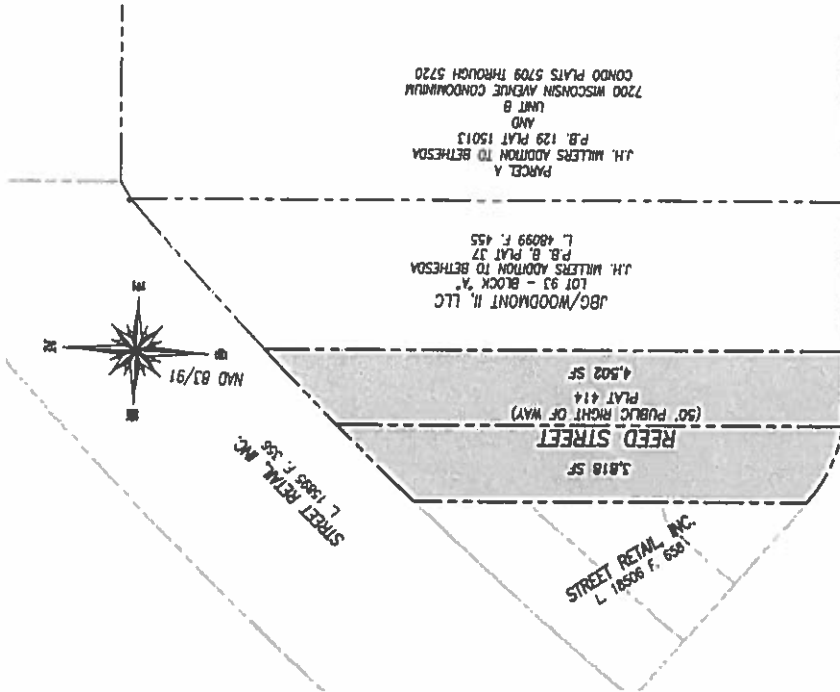 STREET RETAIL, INC.
L. 18506 F. 658
3,818 SF
REED STREET
(50' PUBLIC RIGHT OF WAY)
PLAT 414
4,502 SF
STREET RETAIL, INC.
L. 15895 F. 356
NAD 83/91
JBG/WOODMONT II, LLC
LOT 93 - BLOCK "A"
J.H. MILLERS ADDITION TO BETHESDA
P.B. B, PLAT 37
L. 48099 F. 455
PARCEL A
J.H. MILLERS ADDITION TO BETHESDA
P.B. 129 PLAT 15013
AND
UNIT B
7200 WISCONSIN AVENUE CONDOMINIUM
CONDO PLATS 5709 THROUGH 5720